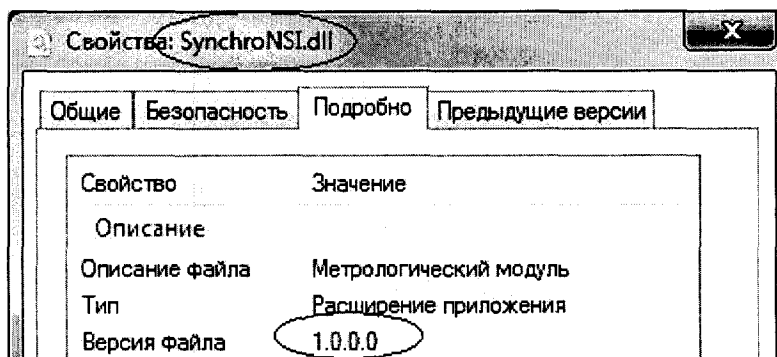 Свойства: SynchroNSI.dll
Общие Безопасность Подробно Предыдущие версии
Свойство Значение
Описание
Описание файла Метрологический модуль
Тип Расширение приложения
Версия файла 1.0.0.0